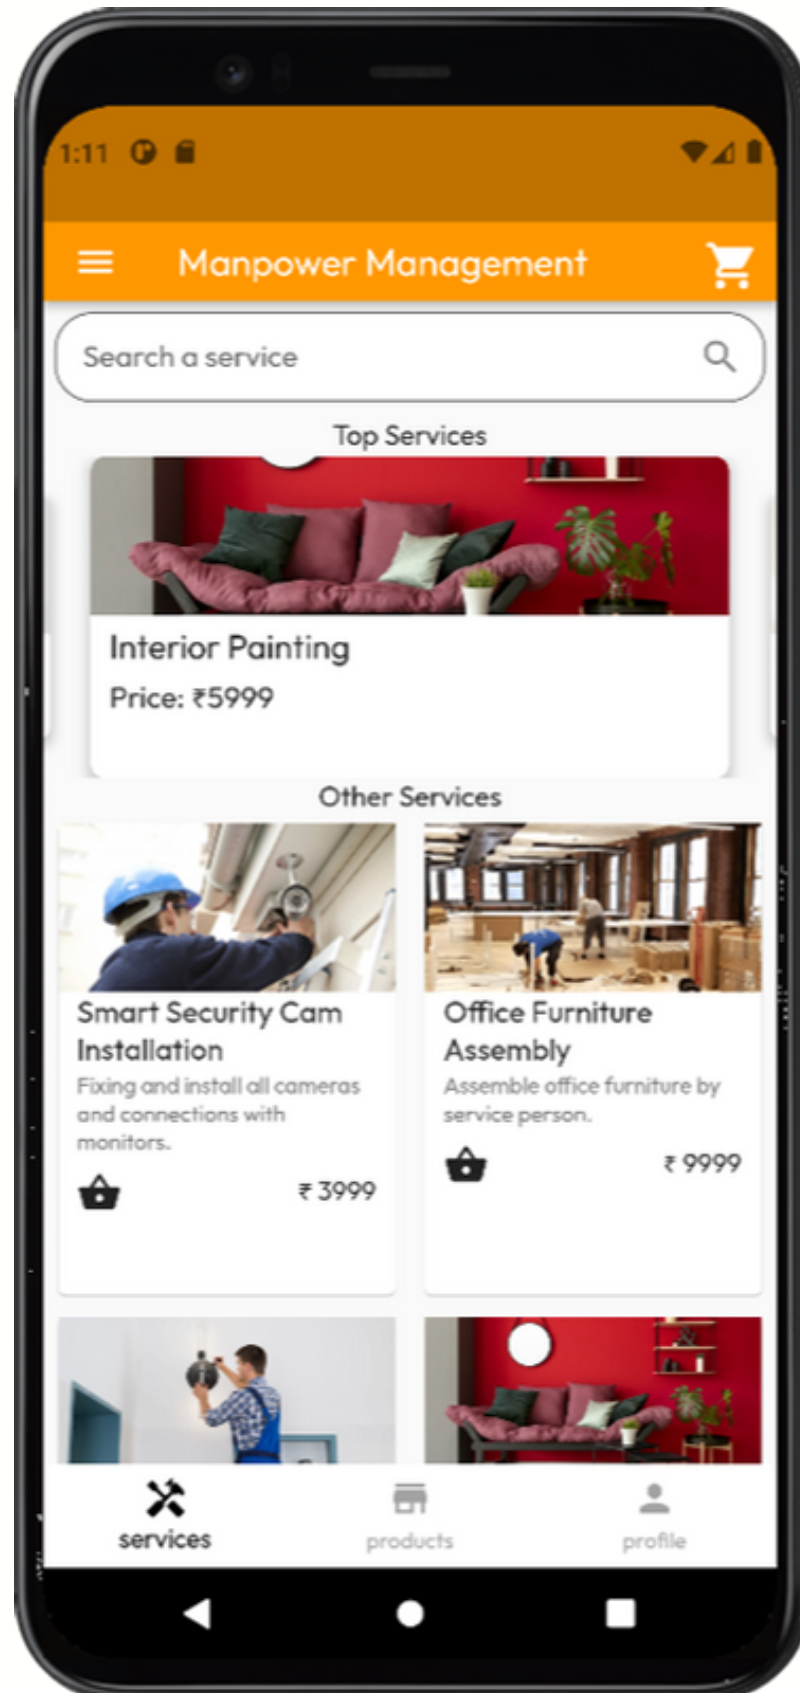 1:11
Manpower Management
Search a service
Top Services
Interior Painting
Price: ₹5999
Other Services
Smart Security Cam
Installation
Fixing and install all cameras
and connections with
monitors.
₹ 3999
Office Furniture
Assembly
Assemble office furniture by
service person.
₹ 9999
services
products
profile